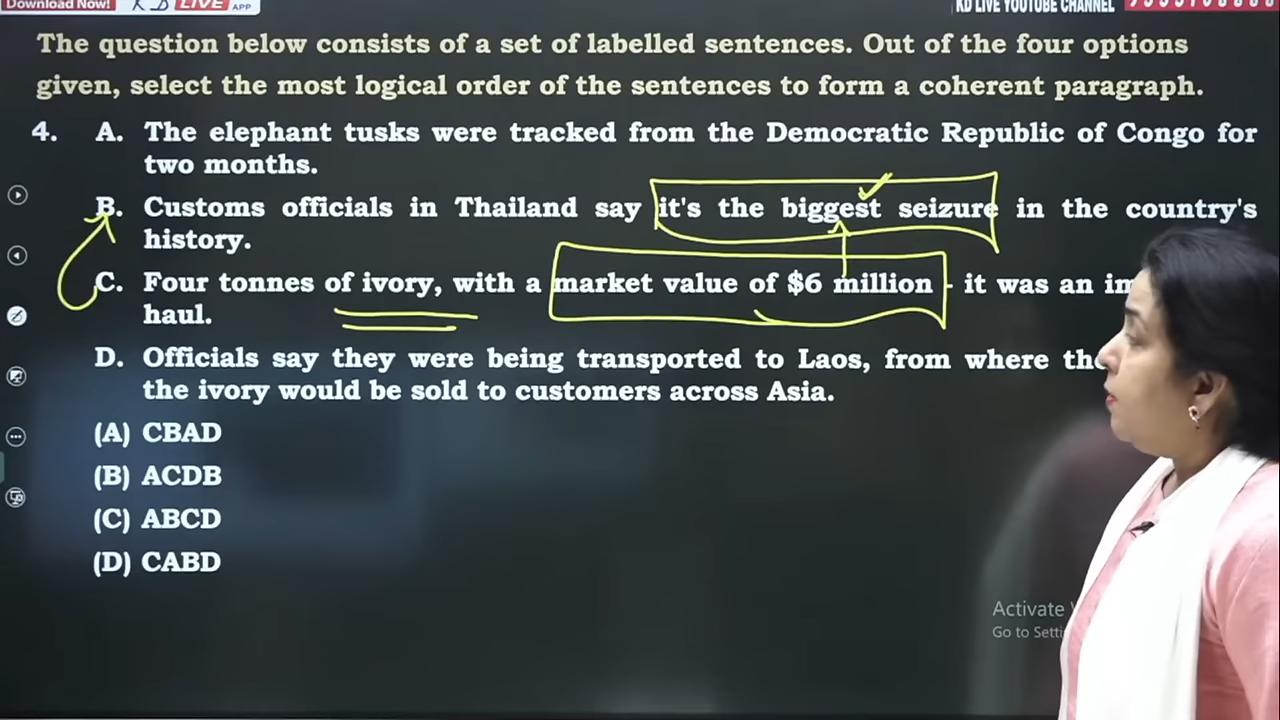 Download Now! KD LIVE APP
KD LIVE YOUTUBE CHANNEL
The question below consists of a set of labelled sentences. Out of the four options
given, select the most logical order of the sentences to form a coherent paragraph.
4. A. The elephant tusks were tracked from the Democratic Republic of Congo for
two months.
B. Customs officials in Thailand say it's the biggest seizure in the country's
history.
C. Four tonnes of ivory, with a market value of $6 million - it was an
haul.
D. Officials say they were being transported to Laos, from where
the ivory would be sold to customers across Asia.
(A) CBAD
(B) ACDB
(C) ABCD
(D) CABD
Activate
Go to